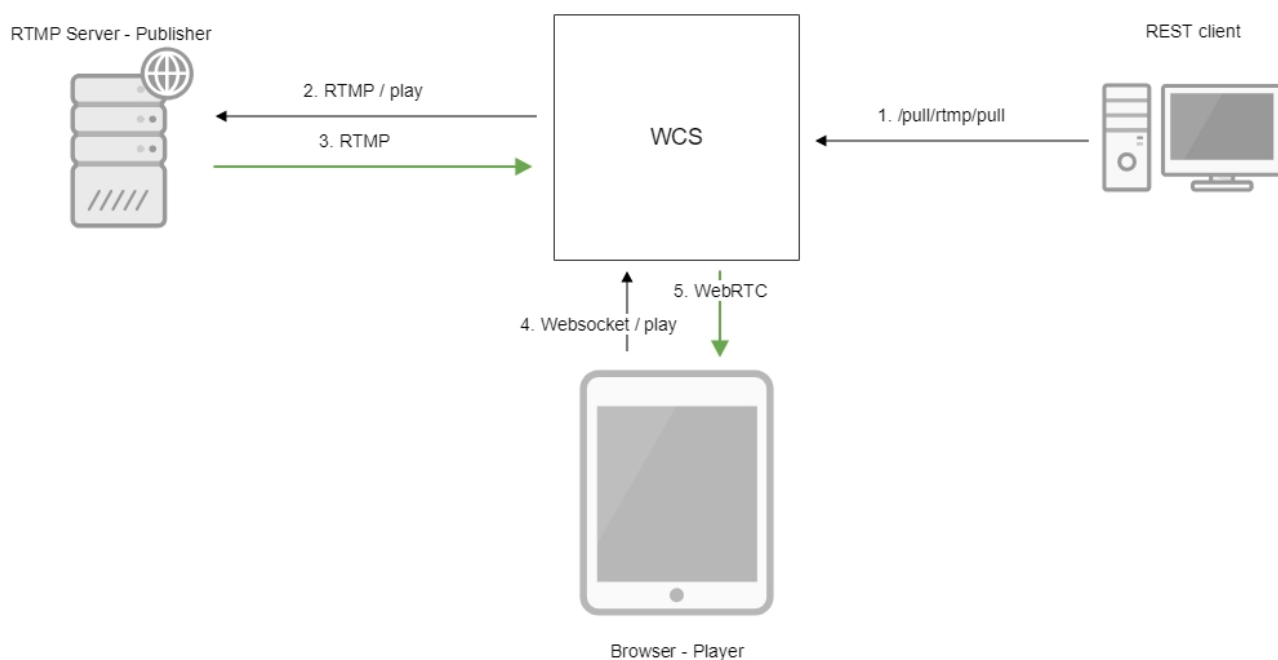 RTMP Server - Publisher
REST client
2. RTMP / play
1. /pull/rtmp/pull
3. RTMP
WCS
5. WebRTC
4. Websocket / play
Browser - Player